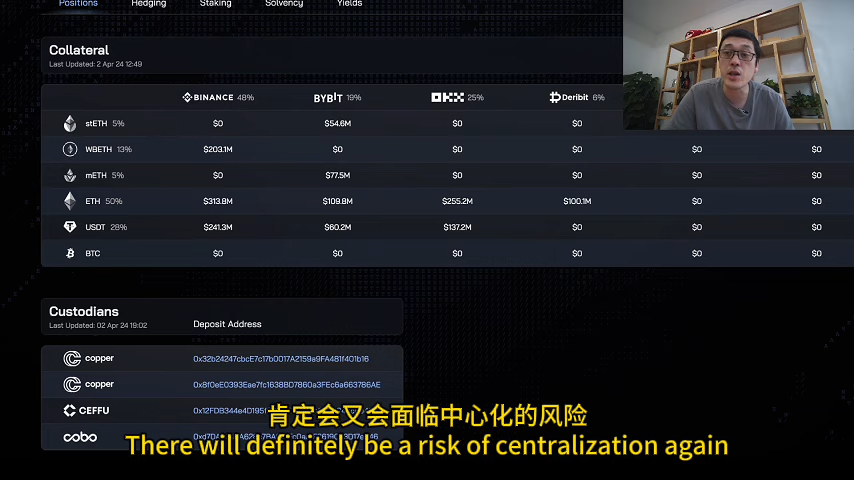 Positions Hedging Staking Solvency Yields
Collateral
Last Updated: 2 Apr 24 12:49
BINANCE 48% BYBIT 19% OKX 25% Deribit 6%
stETH 5% $0 $54.6M $0 $0
WBETH 13% $203.1M $0 $0 $0 $0 $0
mETH 5% $0 $77.5M $0 $0 $0 $0
ETH 50% $313.8M $109.8M $255.2M $100.1M $0 $0
USDT 28% $241.3M $60.2M $137.2M $0 $0
BTC $0 $0 $0 $0 $0 $0
Custodians
Last Updated: 02 Apr 24 19:02
Deposit Address
copper
copper
CEFFU
cobo
肯定会又会面临中心化的风险
There will definitely be a risk of centralization again